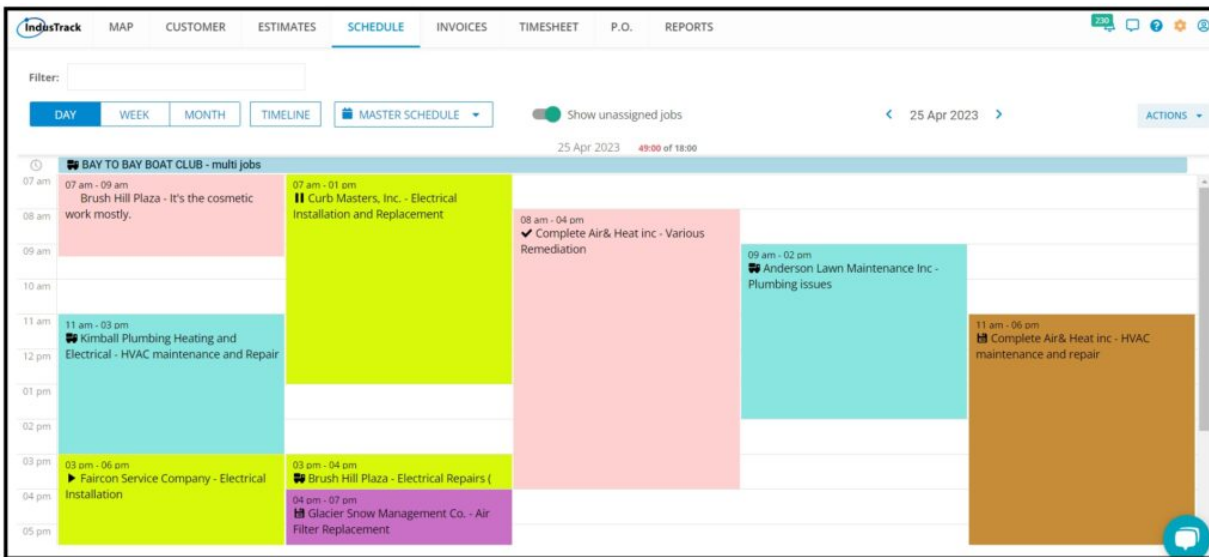 IndusTrack MAP CUSTOMER ESTIMATES SCHEDULE INVOICES TIMESHEET P.O. REPORTS 230
Filter:
DAY WEEK MONTH TIMELINE MASTER SCHEDULE Show unassigned jobs 25 Apr 2023 ACTIONS
25 Apr 2023 49:00 of 18:00
BAY TO BAY BOAT CLUB - multi jobs
07 am
08 am
09 am
10 am
11 am
12 pm
01 pm
02 pm
03 pm
04 pm
05 pm
07 am - 09 am
Brush Hill Plaza - It's the cosmetic
work mostly.
11 am - 03 pm
Kimball Plumbing Heating and
Electrical - HVAC maintenance and Repair
03 pm - 06 pm
Faircon Service Company - Electrical
Installation
07 am - 01 pm
Curb Masters, Inc. - Electrical
Installation and Replacement
03 pm - 04 pm
Brush Hill Plaza - Electrical Repairs (
04 pm - 07 pm
Glacier Snow Management Co. - Air
Filter Replacement
08 am - 04 pm
Complete Air& Heat inc - Various
Remediation
09 am - 02 pm
Anderson Lawn Maintenance Inc -
Plumbing issues
11 am - 06 pm
Complete Air& Heat inc - HVAC
maintenance and repair